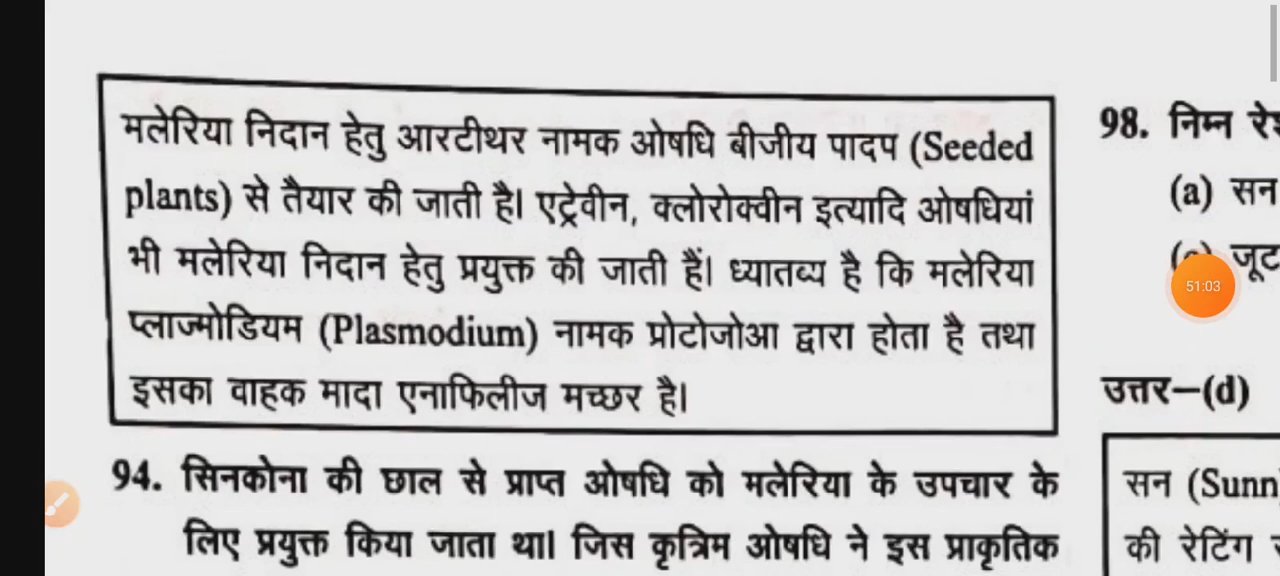 मलेरिया निदान हेतु आरटीथर नामक ओषधि बीजीय पादप (Seeded
plants) से तैयार की जाती है। एट्रेवीन, क्लोरोक्वीन इत्यादि ओषधियां
भी मलेरिया निदान हेतु प्रयुक्त की जाती हैं। ध्यातव्य है कि मलेरिया
प्लाज्मोडियम (Plasmodium) नामक प्रोटोजोआ द्वारा होता है तथा
इसका वाहक मादा एनाफिलीज मच्छर है।
94. सिनकोना की छाल से प्राप्त ओषधि को मलेरिया के उपचार के
लिए प्रयुक्त किया जाता था। जिस कृत्रिम ओषधि ने इस प्राकृतिक
98. निम्न
(a) सन
जूट
51:03
उत्तर–(d)
सन (Sunn
की रेटिंग